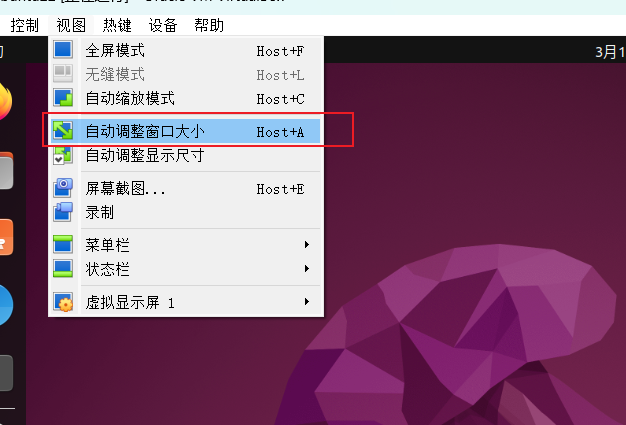 控制 视图 热键 设备 帮助
3月1
全屏模式 Host+F
无缝模式 Host+L
自动缩放模式 Host+C
自动调整窗口大小 Host+A
自动调整显示尺寸
屏幕截图... Host+E
录制
菜单栏
状态栏
虚拟显示屏 1